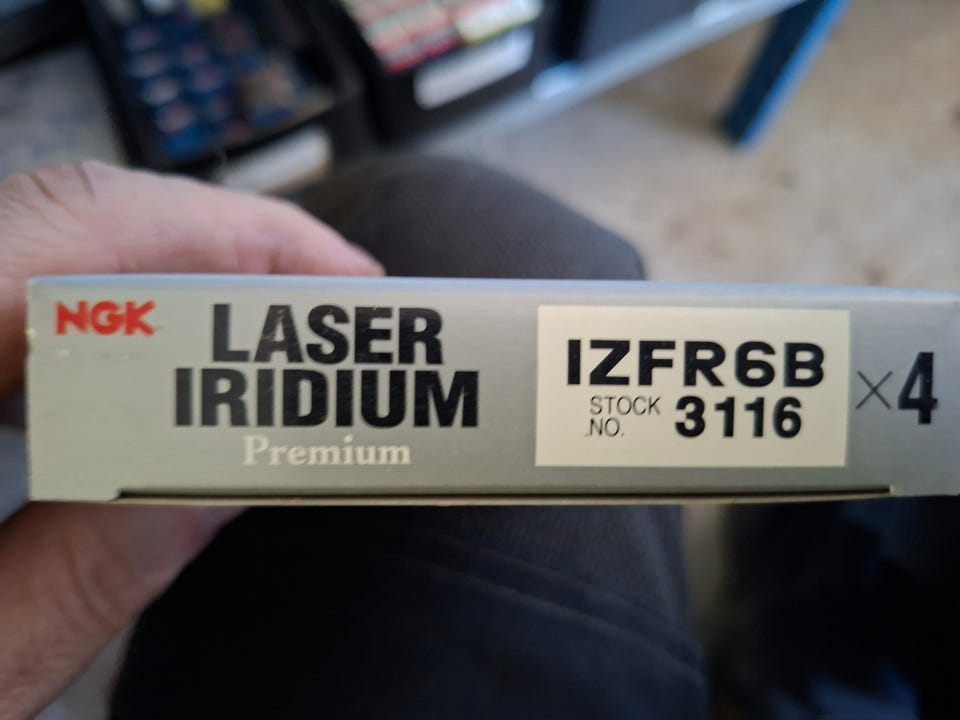 NGK
LASER
IRIDIUM
Premium
IZFR6B
STOCK
NO. 3116
×4